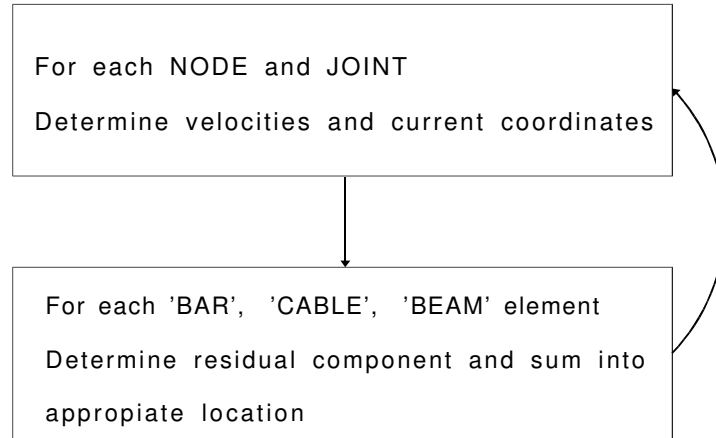 For each NODE and JOINT
Determine velocities and current coordinates
For each 'BAR', 'CABLE', 'BEAM' element
Determine residual component and sum into
appropiate location